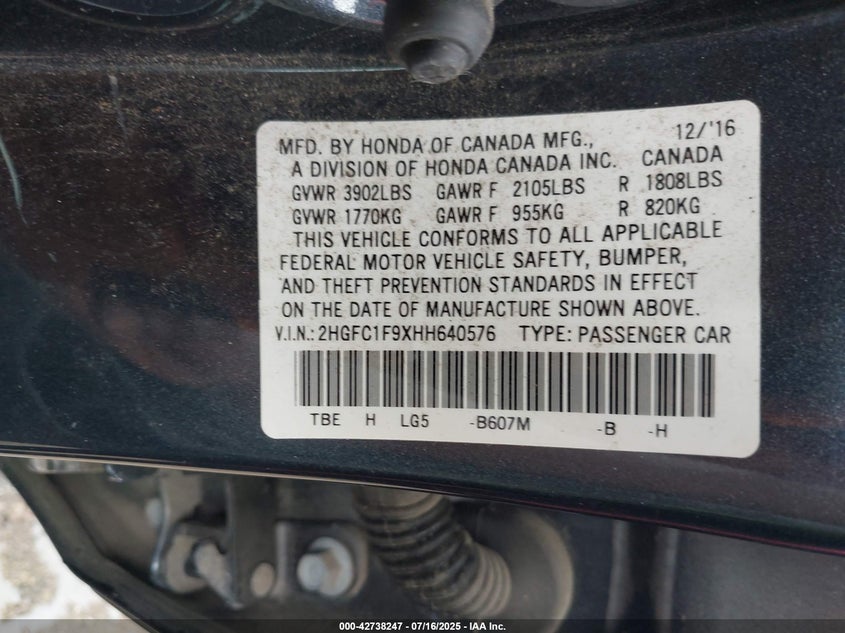 MFD. BY HONDA OF CANADA MFG., 12/'16
A DIVISION OF HONDA CANADA INC. CANADA
GVWR 3902LBS GAWR F 2105LBS R 1808LBS
GVWR 1770KG GAWR F 955KG R 820KG
THIS VEHICLE CONFORMS TO ALL APPLICABLE
FEDERAL MOTOR VEHICLE SAFETY, BUMPER,
AND THEFT PREVENTION STANDARDS IN EFFECT
ON THE DATE OF MANUFACTURE SHOWN ABOVE.
V.I.N.: 2HGFC1F9XHH640576 TYPE: PASSENGER CAR
TBE H LG5 -B607M -B -H
000-42738247 - 07/16/2025 - IAA Inc.